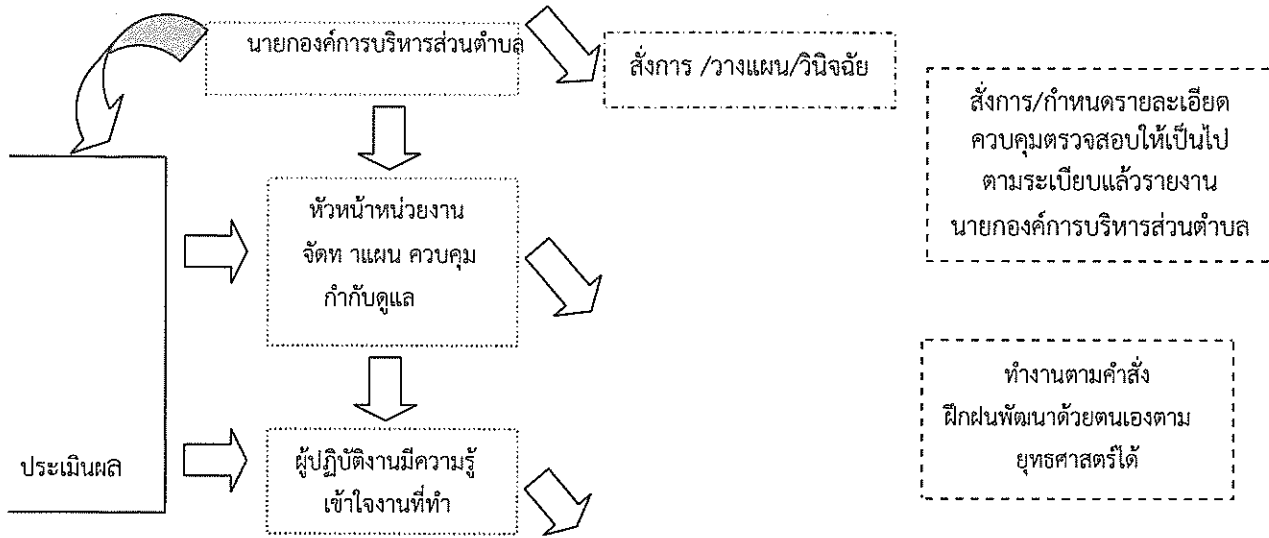 นายกองค์การบริหารส่วนตำบล
สั่งการ /วางแผน/วินิจฉัย
สั่งการ/กำหนดรายละเอียด
ควบคุมตรวจสอบให้เป็นไป
ตามระเบียบแล้วรายงาน
นายกองค์การบริหารส่วนตำบล
หัวหน้าหน่วยงาน
จัดท าแผน ควบคุม
กำกับดูแล
ทำงานตามคำสั่ง
ฝึกฝนพัฒนาด้วยตนเองตาม
ยุทธศาสตร์ได้
ประเมินผล
ผู้ปฏิบัติงานมีความรู้
เข้าใจงานที่ทำ